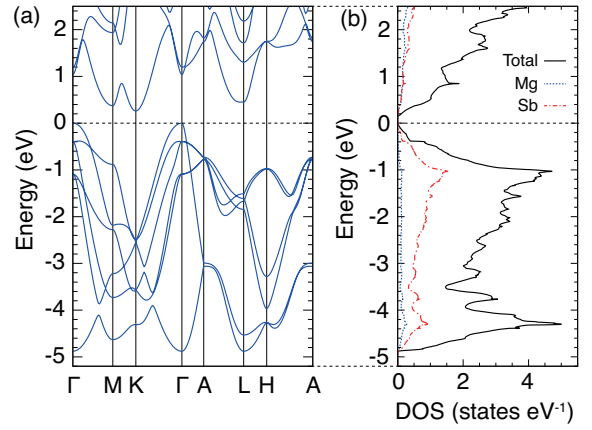 (a)
2
1
0
-1
-2
-3
-4
-5
Energy (eV)
Γ M K Γ A L H A
(b)
2
1
0
-1
-2
-3
-4
-5
Energy (eV)
Total
Mg
Sb
0 2 4
DOS (states eV⁻¹)